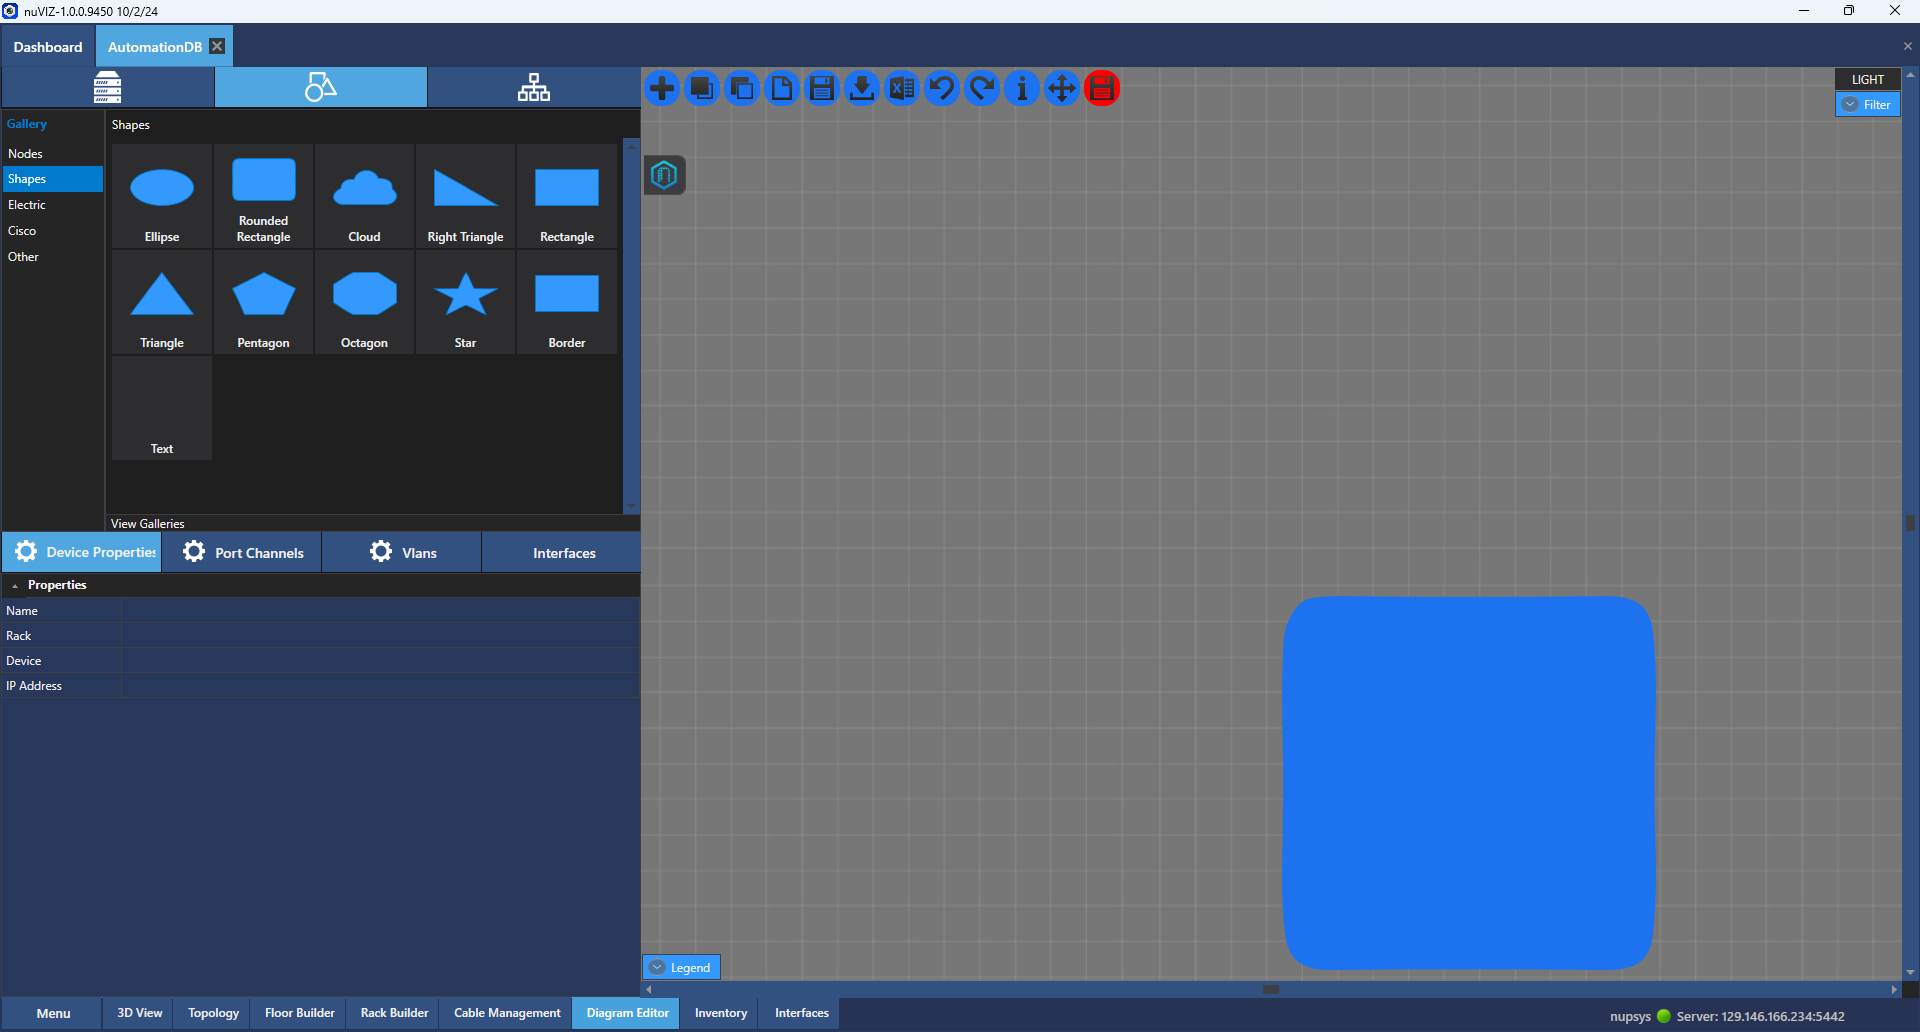 nuVIZ-1.0.0.9450 10/2/24
Dashboard
AutomationDB
LIGHT
Filter
Gallery
Nodes
Shapes
Electric
Cisco
Other
Shapes
Ellipse
Rounded
Rectangle
Cloud
Right Triangle
Rectangle
Triangle
Pentagon
Octagon
Star
Border
Text
View Galleries
Device Properties
Port Channels
Vlans
Interfaces
Properties
Name
Rack
Device
IP Address
Legend
Menu
3D View
Topology
Floor Builder
Rack Builder
Cable Management
Diagram Editor
Inventory
Interfaces
nupsys
Server: 129.146.166.234:5442